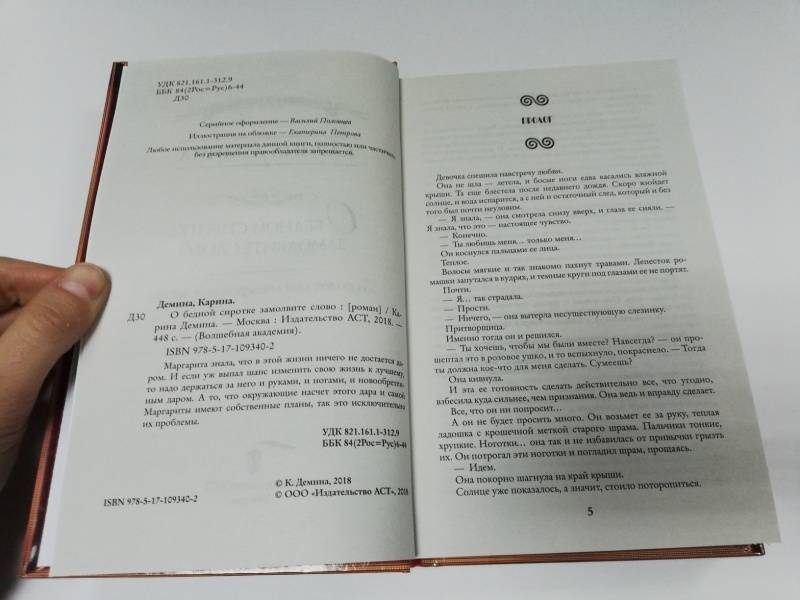 УДК 821.161.1-312.9
ББК 84(2Рос=Рус)6-44
Д30
Серийное оформление — Василий Половцев
Иллюстрация на обложке — Екатерина Петрова
Любое использование материала данной книги, полностью или частично,
без разрешения правообладателя запрещается.
Демина, Карина.
Д30 О бедной сиротке замолвите слово : [роман] / Ка-
рина Демина. — Москва : Издательство АСТ, 2018. —
448 с. — (Волшебная академия).
ISBN 978-5-17-109340-2
Маргарита знала, что в этой жизни ничего не достается да-
ром. И если уж выпал шанс изменить свою жизнь к лучшему,
то надо держаться за него и руками, и ногами, и новообретен-
ным даром. А то, что окружающие насчет этого дара и самой
Маргариты имеют собственные планы, так это исключительно
их проблемы.
УДК 821.161.1-312.9
ББК 84(2Рос=Рус)6-44
© К. Демина, 2018
ISBN 978-5-17-109340-2 © ООО «Издательство АСТ», 2018
ПРОЛОГ
Девочка спешила навстречу любви.
Она не шла — летела, и босые ноги едва касались влажной
крыши. Та еще блестела после недавнего дождя. Скоро взойдет
солнце, и вода испарится, а с ней и остаточный след, который и без
того был почти неуловим.
— Я знала, — она смотрела снизу вверх, и глаза ее сияли. —
Я знала, что это — настоящее чувство.
— Конечно.
— Ты любишь меня... только меня...
Он коснулся пальцами ее лица.
Теплое.
Волосы мягкие и так знакомо пахнут травами. Лепесток ро-
машки запутался в кудрях, и темные круги под глазами ее не портят.
Почти.
— Я... так страдала.
— Прости.
— Ничего, — она вытерла несуществующую слезинку.
Притворщица.
Именно тогда он и решился.
— Ты хочешь, чтобы мы были вместе? Навсегда? — он про-
шептал это в розовое ушко, и то вспыхнуло, покраснело. — Тогда
ты должна кое-что для меня сделать. Сумеешь?
Она кивнула.
И эта ее готовность сделать действительно все, что угодно,
взбесила куда сильнее, чем признания. Она ведь и вправду сделает.
Все, что он ни попросит...
А он не будет просить много. Он возьмет ее за руку, теплая
ладошка с крошечной меткой старого шрама. Пальчики тонкие,
хрупкие. Ноготки... она так и не избавилась от привычки грызть
их. Он потрогал эти ноготки и погладил шрам, прощаясь.
— Идем.
Она покорно шагнула на край крыши.
Солнце уже показалось, а значит, стоило поторопиться.
5